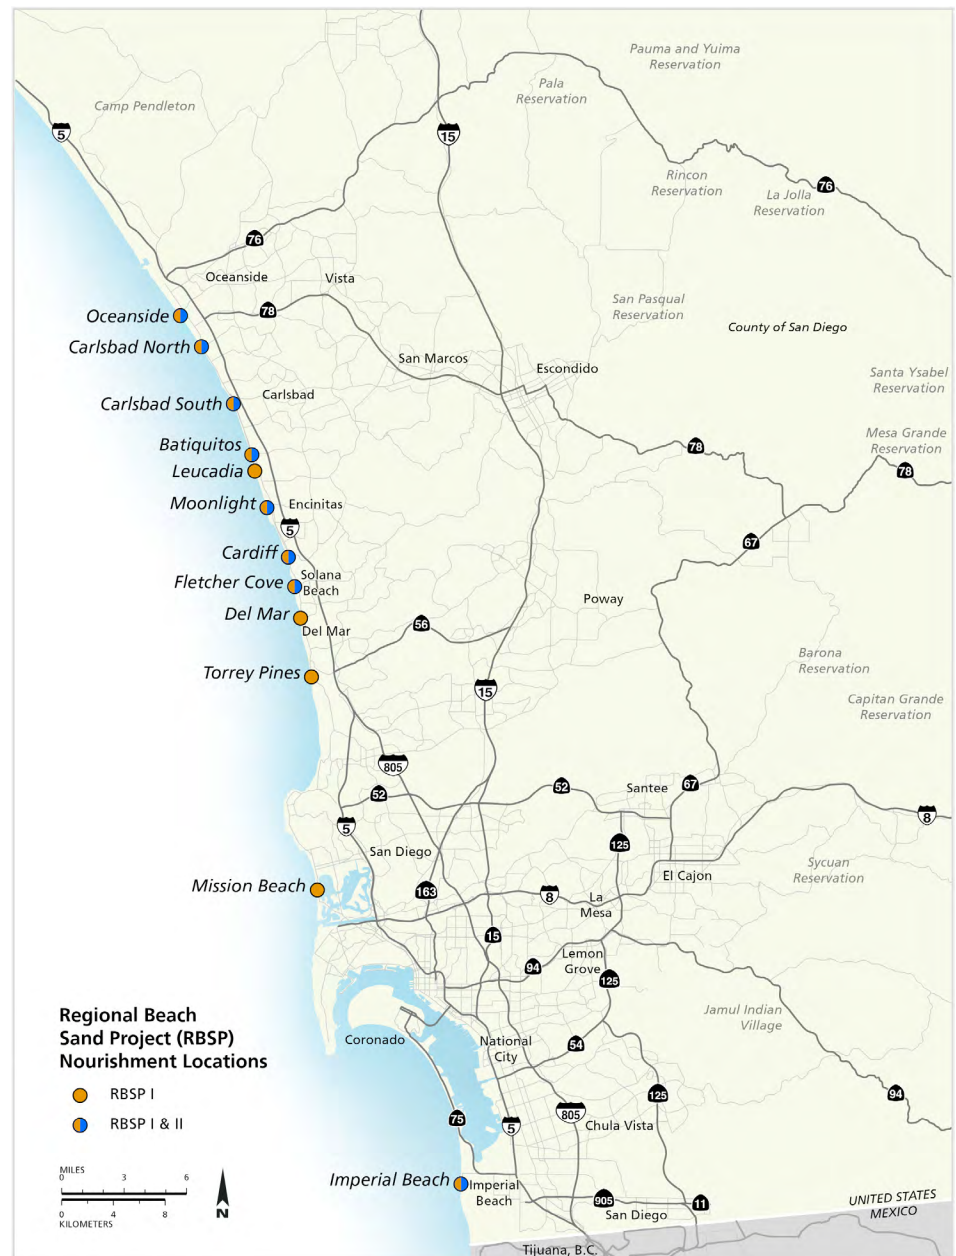 Pauma and Yuima
Reservation
Pala
Reservation
Camp Pendleton
5
15
Rincon
Reservation
76
La Jolla
Reservation
76
Oceanside
Vista
San Pasqual
Reservation
78
Oceanside
County of San Diego
Carlsbad North
San Marcos
Escondido
Santa Ysabel
Reservation
Carlsbad South
Carlsbad
Mesa Grande
Reservation
Batiquitos
78
78
Leucadia
Moonlight
Encinitas
5
67
Cardiff
Fletcher Cove
Solana
Beach
Poway
Del Mar
Del Mar
56
Barona
Reservation
Torrey Pines
15
Capitan Grande
Reservation
805
52
52
Santee
67
8
5
125
San Diego
Sycuan
Reservation
Mission Beach
163
8
El Cajon
La
Mesa
15
94
Lemon
Grove
125
Jamul Indian
Village
Regional Beach
Sand Project (RBSP)
Nourishment Locations
Coronado
National
City
54
RBSP I
RBSP I & II
125
94
75
5
805
Chula Vista
MILES
0 3 6
0 4 8
KILOMETERS
N
Imperial Beach
Imperial
Beach
905
San Diego
11
UNITED STATES
MEXICO
Tijuana, B.C.